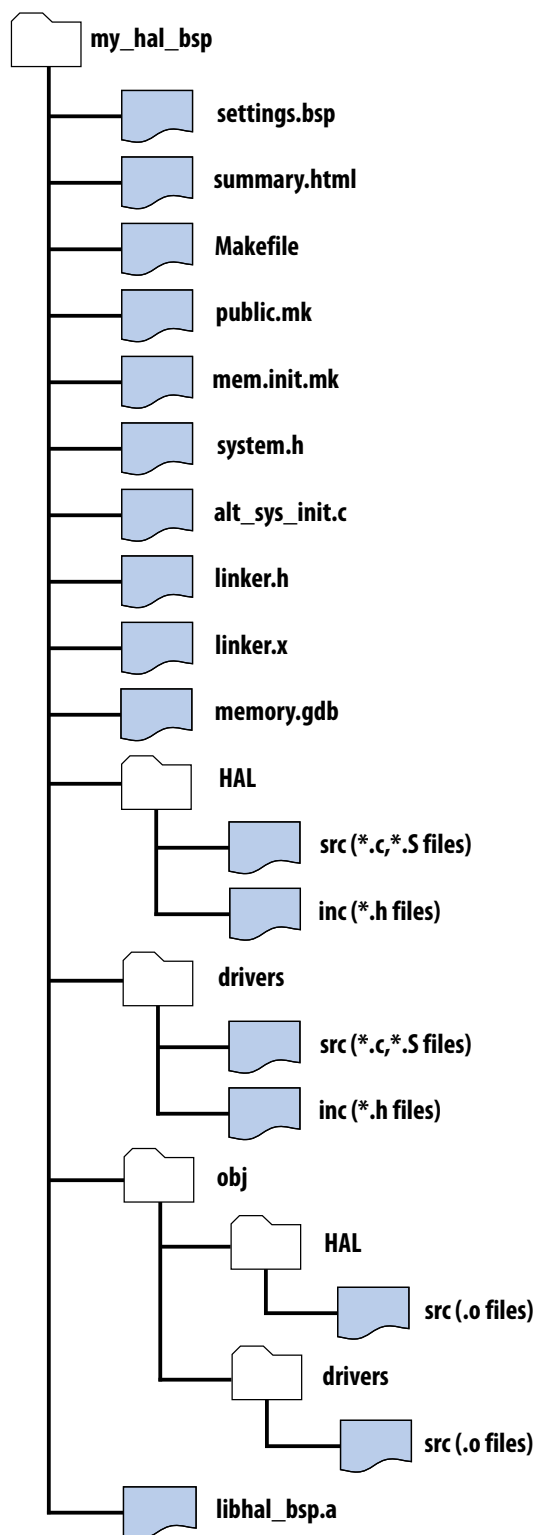 my_hal_bsp
settings.bsp
summary.html
Makefile
public.mk
mem.init.mk
system.h
alt_sys_init.c
linker.h
linker.x
memory.gdb
HAL
src (*.c,*.S files)
inc (*.h files)
drivers
src (*.c,*.S files)
inc (*.h files)
obj
HAL
src (.o files)
drivers
src (.o files)
libhal_bsp.a